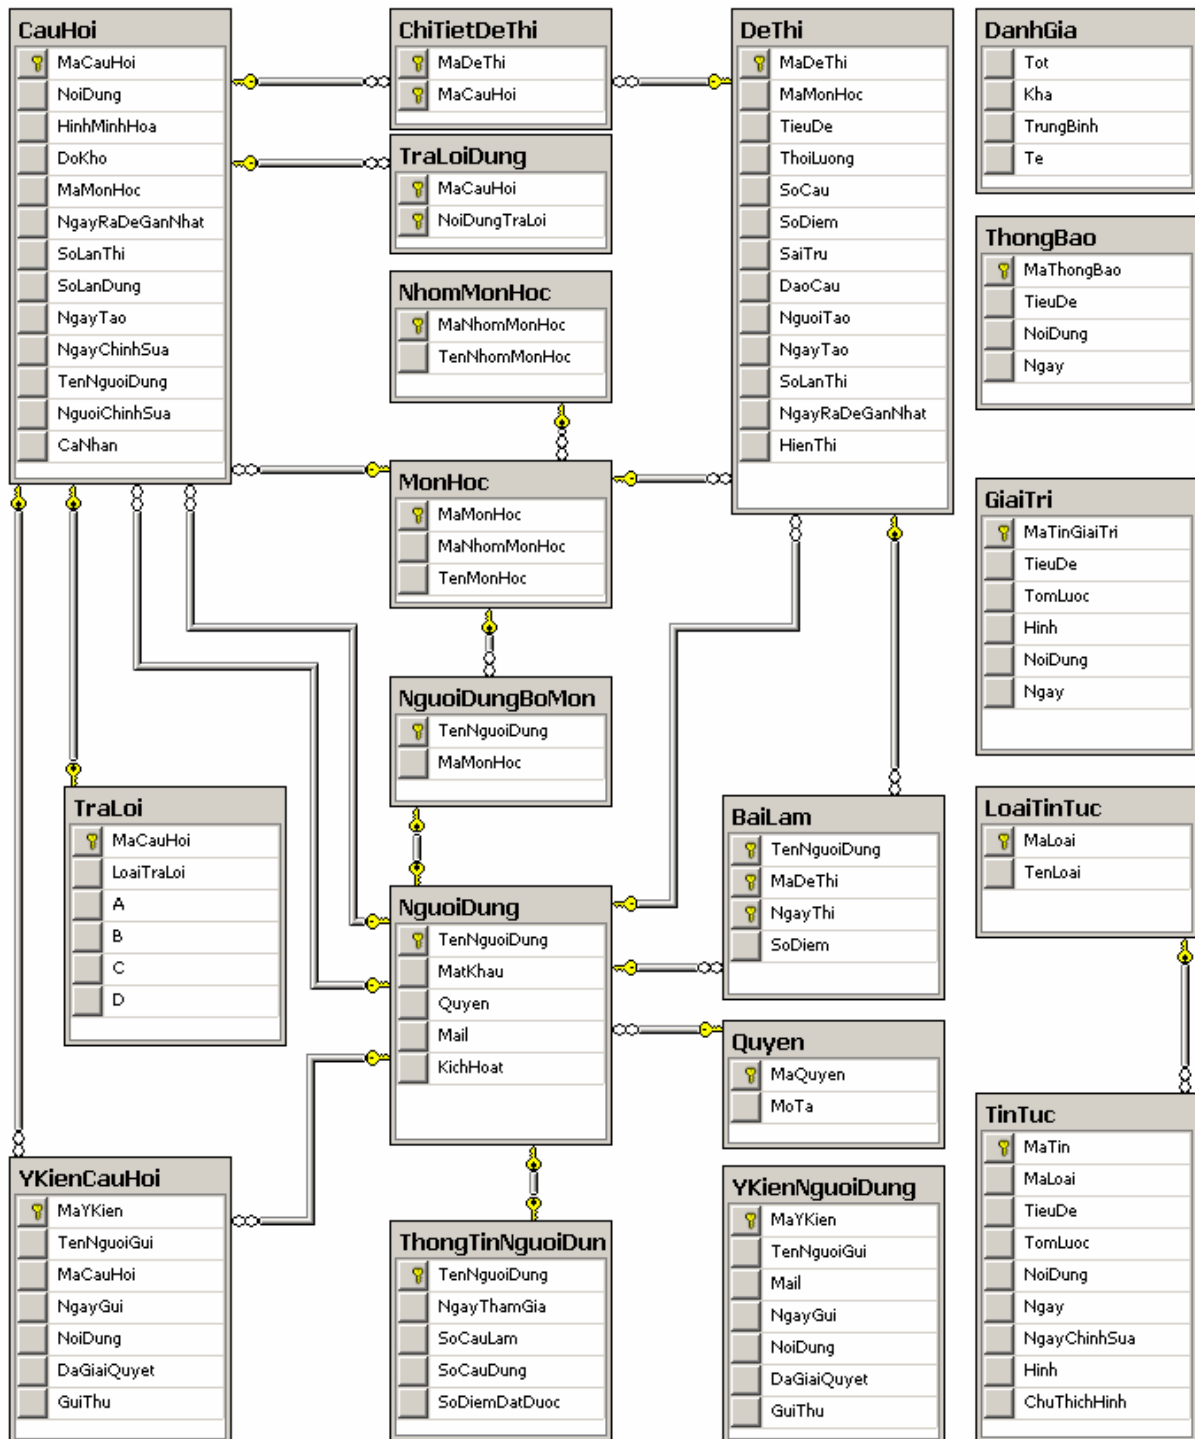 CauHoi
MaCauHoi
NoiDung
HinhMinhHoa
DoKho
MaMonHoc
NgayRaDeGanNhat
SoLanThi
SoLanDung
NgayTao
NgayChinhSua
TenNguoiDung
NguoiChinhSua
CaNhan
ChiTietDeThi
MaDeThi
MaCauHoi
TraLoiDung
MaCauHoi
NoiDungTraLoi
NhomMonHoc
MaNhomMonHoc
TenNhomMonHoc
MonHoc
MaMonHoc
MaNhomMonHoc
TenMonHoc
NguoiDungBoMon
TenNguoiDung
MaMonHoc
DeThi
MaDeThi
MaMonHoc
TieuDe
ThoiLuong
SoCau
SoDiem
SaiTru
DaoCau
NguoiTao
NgayTao
SoLanThi
NgayRaDeGanNhat
HienThi
DanhGia
Tot
Kha
TrungBinh
Te
ThongBao
MaThongBao
TieuDe
NoiDung
Ngay
GiaiTri
MaTinGiaiTri
TieuDe
TomLuoc
Hinh
NoiDung
Ngay
TraLoi
MaCauHoi
LoaiTraLoi
A
B
C
D
NguoiDung
TenNguoiDung
MatKhau
Quyen
Mail
KichHoat
BaiLam
TenNguoiDung
MaDeThi
NgayThi
SoDiem
LoaiTinTuc
MaLoai
TenLoai
Quyen
MaQuyen
MoTa
YKienCauHoi
MaYKien
TenNguoiGui
MaCauHoi
NgayGui
NoiDung
DaGiaiQuyet
GuiThu
ThongTinNguoiDun
TenNguoiDung
NgayThamGia
SoCauLam
SoCauDung
SoDiemDatDuoc
YKienNguoiDung
MaYKien
TenNguoiGui
Mail
NgayGui
NoiDung
DaGiaiQuyet
GuiThu
TinTuc
MaTin
MaLoai
TieuDe
TomLuoc
NoiDung
Ngay
NgayChinhSua
Hinh
ChuThichHinh